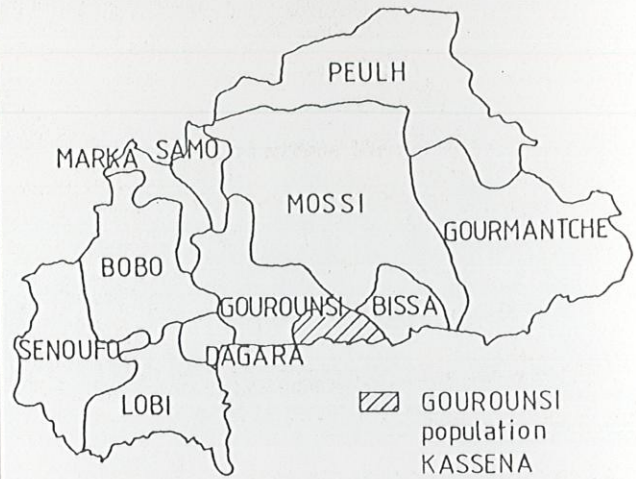 PEULH
MARKA
SAMO
MOSSI
GOURMANTCHE
BOBO
GOUROUNSI
BISSA
SENOUFO
DAGARA
LOBI
GOUROUNSI
population
KASSENA